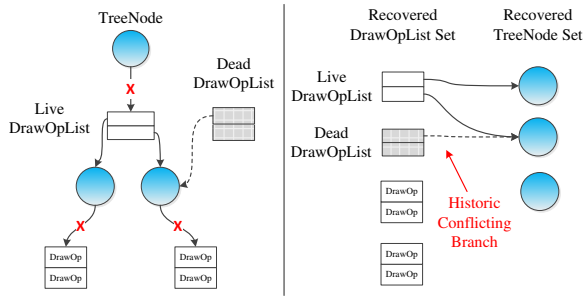 TreeNode
X
Dead
DrawOpList
Live
DrawOpList
X
X
DrawOp
DrawOp
DrawOp
DrawOp
Recovered
DrawOpList Set
Recovered
TreeNode Set
Live
DrawOpList
Dead
DrawOpList
Historic
Conflicting
Branch
DrawOp
DrawOp
DrawOp
DrawOp